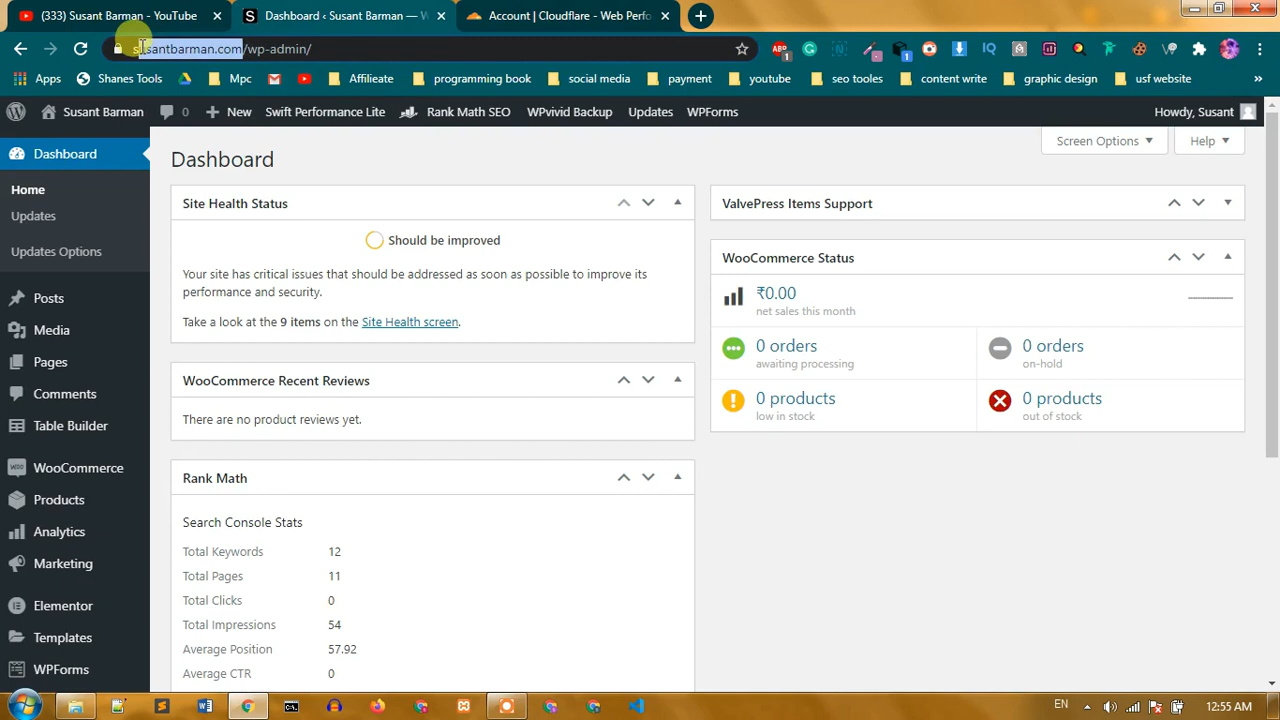 (333) Susant Barman - YouTube
Dashboard ‹ Susant Barman — W
Account | Cloudflare - Web Perfo
susantbarman.com/wp-admin/
Apps
Shanes Tools
Mpc
Affilieate
programming book
social media
payment
youtube
seo tooles
content write
graphic design
usf website
Susant Barman
0
New
Swift Performance Lite
Rank Math SEO
WPvivid Backup
Updates
WPForms
Howdy, Susant
Dashboard
Home
Updates
Updates Options
Posts
Media
Pages
Comments
Table Builder
WooCommerce
Products
Analytics
Marketing
Elementor
Templates
WPForms
Dashboard
Screen Options
Help
Site Health Status
Should be improved
Your site has critical issues that should be addressed as soon as possible to improve its
performance and security.
Take a look at the 9 items on the Site Health screen.
WooCommerce Recent Reviews
There are no product reviews yet.
Rank Math
Search Console Stats
Total Keywords 12
Total Pages 11
Total Clicks 0
Total Impressions 54
Average Position 57.92
Average CTR 0
ValvePress Items Support
WooCommerce Status
₹0.00
net sales this month
0 orders
awaiting processing
0 orders
on-hold
0 products
low in stock
0 products
out of stock
EN
12:55 AM